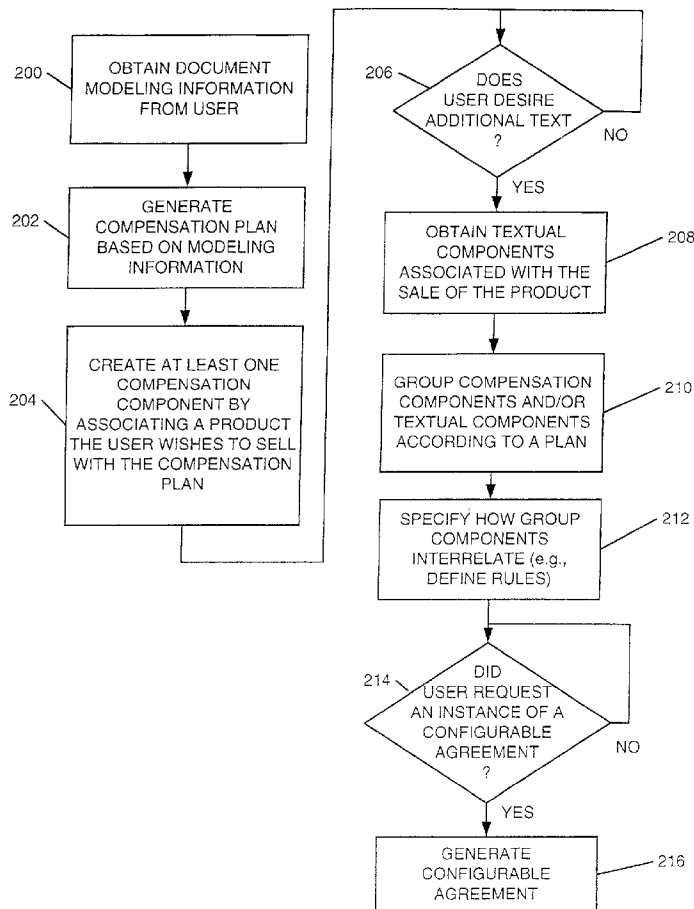 200
OBTAIN DOCUMENT
MODELING INFORMATION
FROM USER
202
GENERATE
COMPENSATION PLAN
BASED ON MODELING
INFORMATION
204
CREATE AT LEAST ONE
COMPENSATION
COMPONENT BY
ASSOCIATING A PRODUCT
THE USER WISHES TO SELL
WITH THE COMPENSATION
PLAN
206
DOES
USER DESIRE
ADDITIONAL TEXT
?
NO
YES
OBTAIN TEXTUAL
COMPONENTS
ASSOCIATED WITH THE
SALE OF THE PRODUCT
208
GROUP COMPENSATION
COMPONENTS AND/OR
TEXTUAL COMPONENTS
ACCORDING TO A PLAN
210
SPECIFY HOW GROUP
COMPONENTS
INTERRELATE (e.g.,
DEFINE RULES)
212
214
DID
USER REQUEST
AN INSTANCE OF A
CONFIGURABLE
AGREEMENT
?
NO
YES
GENERATE
CONFIGURABLE
AGREEMENT
216